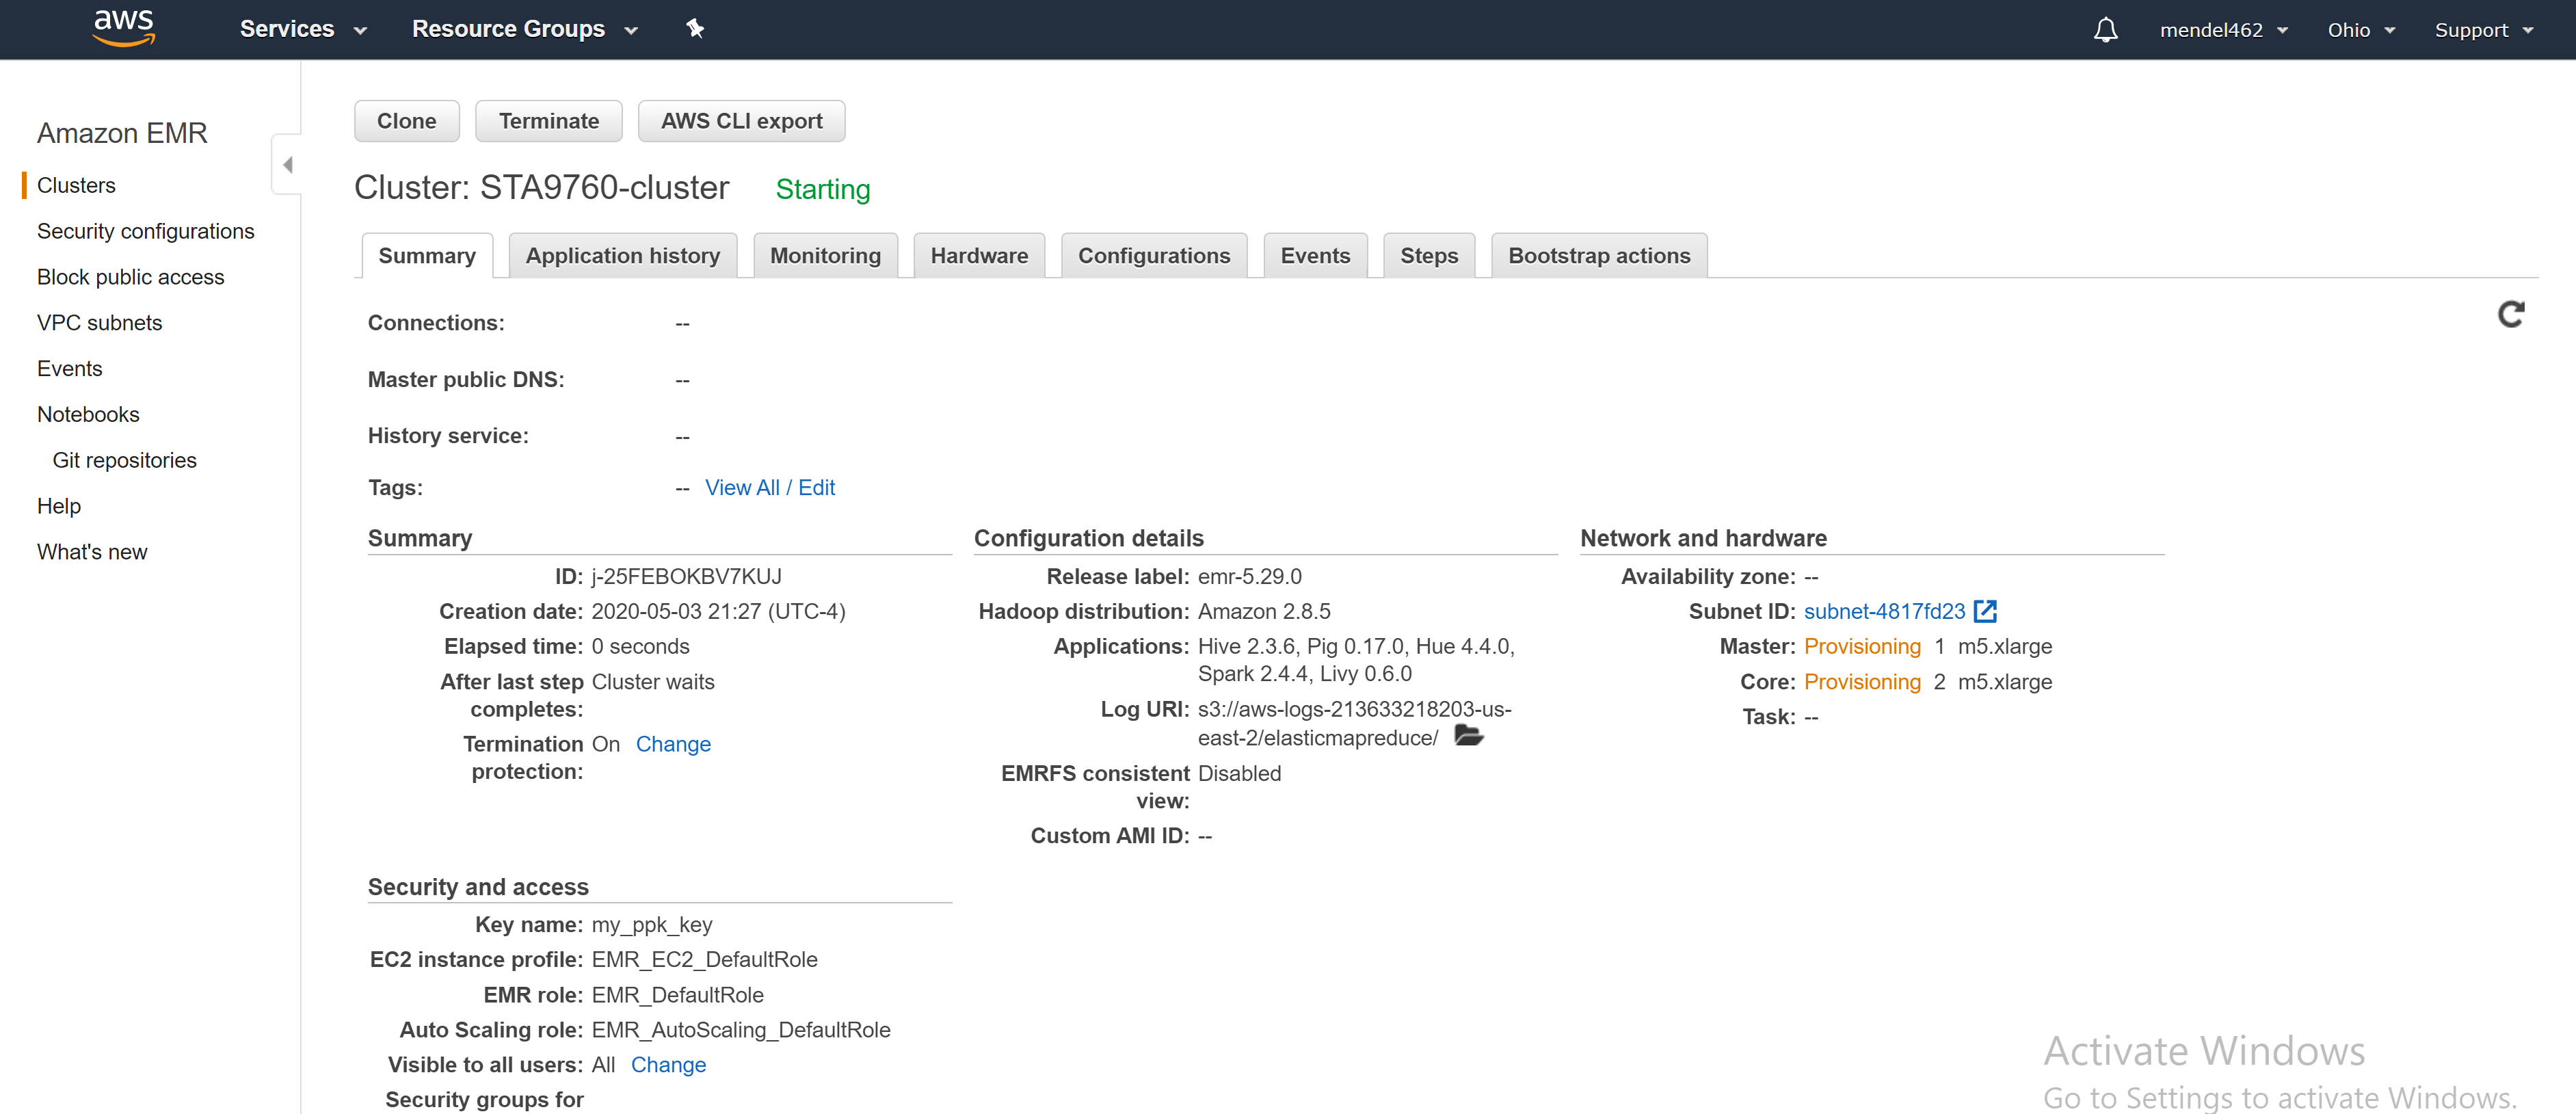 aws Services Resource Groups mendel462 Ohio Support
Amazon EMR
Clusters
Security configurations
Block public access
VPC subnets
Events
Notebooks
Git repositories
Help
What's new
Clone Terminate AWS CLI export
Cluster: STA9760-cluster Starting
Summary Application history Monitoring Hardware Configurations Events Steps Bootstrap actions
Connections: --
Master public DNS: --
History service: --
Tags: -- View All / Edit
Summary
ID: j-25FEBOKBV7KUJ
Creation date: 2020-05-03 21:27 (UTC-4)
Elapsed time: 0 seconds
After last step Cluster waits
completes:
Termination On Change
protection:
Configuration details
Release label: emr-5.29.0
Hadoop distribution: Amazon 2.8.5
Applications: Hive 2.3.6, Pig 0.17.0, Hue 4.4.0,
Spark 2.4.4, Livy 0.6.0
Log URI: s3://aws-logs-213633218203-us-
east-2/elasticmapreduce/
EMRFS consistent Disabled
view:
Custom AMI ID: --
Network and hardware
Availability zone: --
Subnet ID: subnet-4817fd23
Master: Provisioning 1 m5.xlarge
Core: Provisioning 2 m5.xlarge
Task: --
Security and access
Key name: my_ppk_key
EC2 instance profile: EMR_EC2_DefaultRole
EMR role: EMR_DefaultRole
Auto Scaling role: EMR_AutoScaling_DefaultRole
Visible to all users: All Change
Security groups for
Activate Windows
Go to Settings to activate Windows.